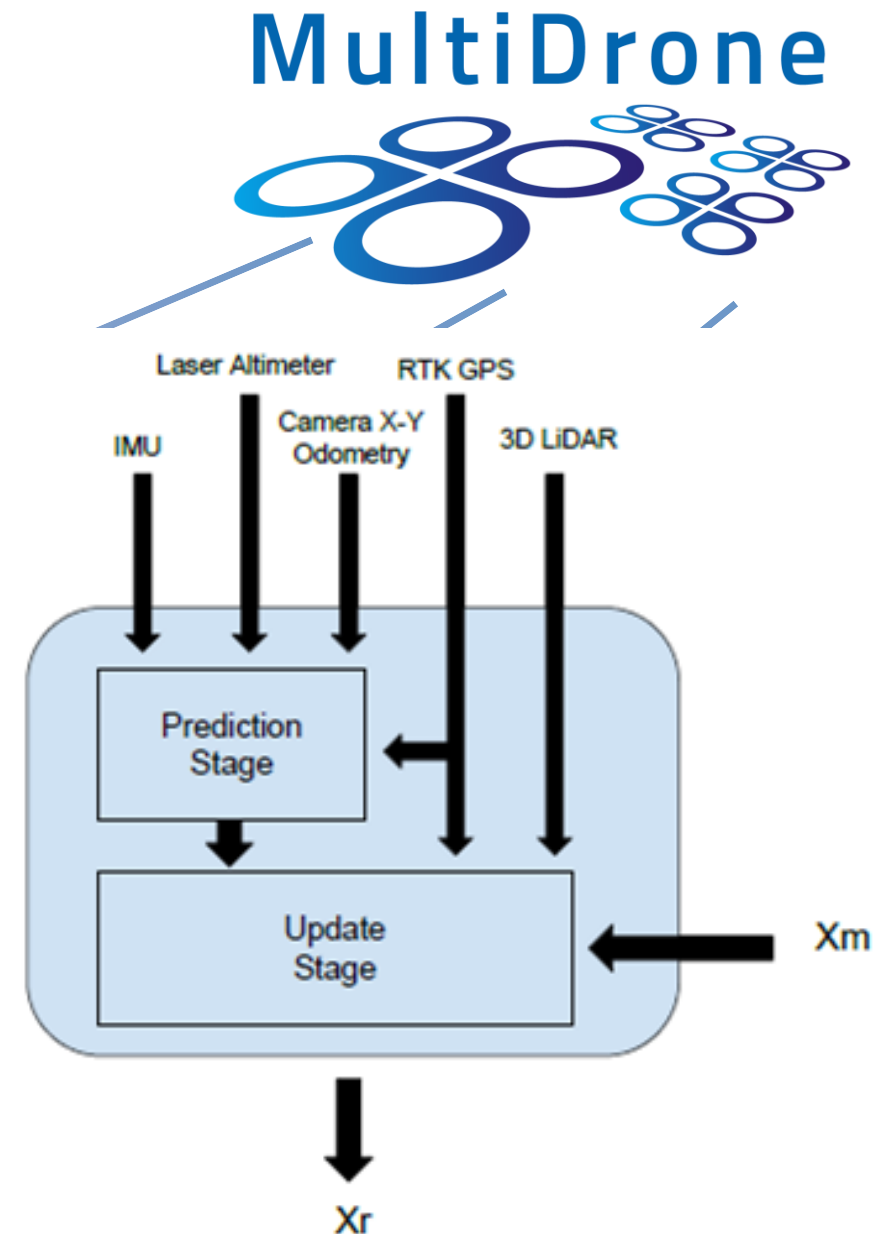 MultiDrone
Laser Altimeter
RTK GPS
Camera X-Y
Odometry
IMU
3D LiDAR
Prediction
Stage
Update
Stage
Xm
Xr